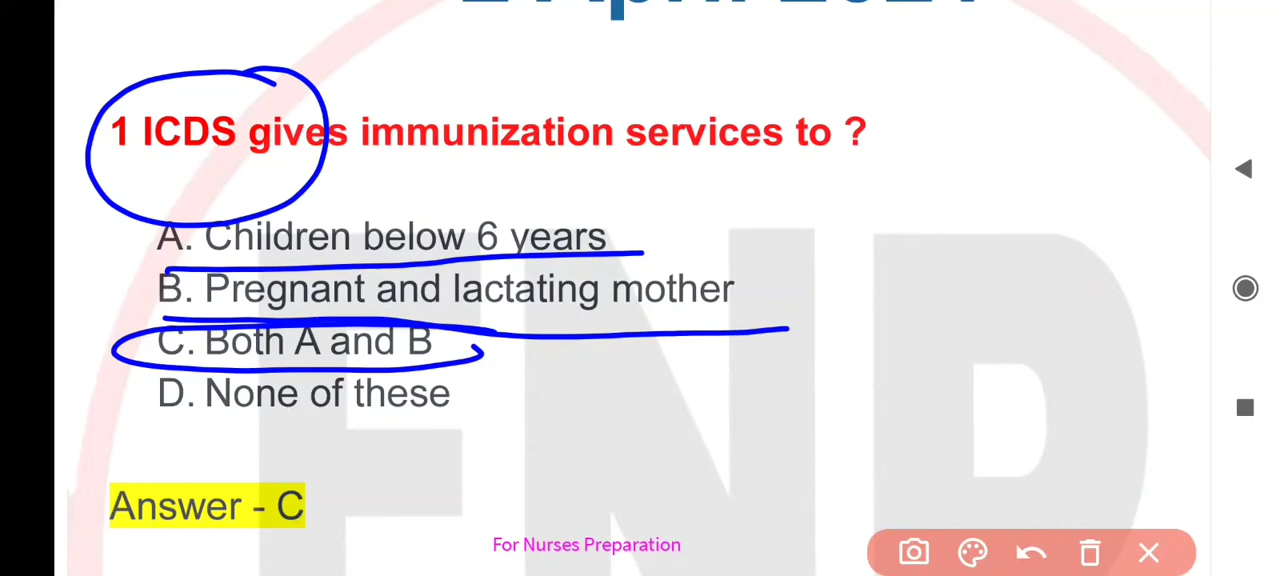 1 ICDS gives immunization services to ?
A. Children below 6 years
B. Pregnant and lactating mother
C. Both A and B
D. None of these
Answer - C
For Nurses Preparation